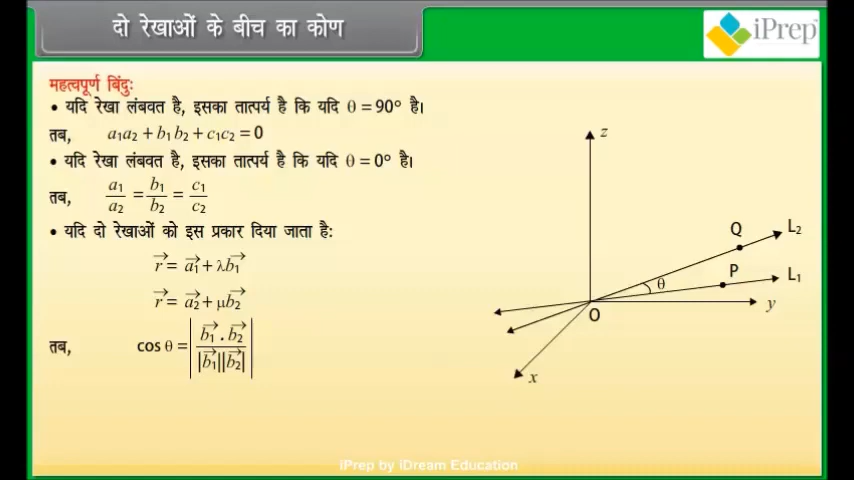 दो रेखाओं के बीच का कोण
iPrep
महत्वपूर्ण बिंदुः
• यदि रेखा लंबवत है, इसका तात्पर्य है कि यदि θ = 90° है।
तब, a₁a₂ + b₁b₂ + c₁c₂ = 0
• यदि रेखा लंबवत है, इसका तात्पर्य है कि यदि θ = 0° है।
तब, a₁/a₂ = b₁/b₂ = c₁/c₂
• यदि दो रेखाओं को इस प्रकार दिया जाता है:
r⃗ = a⃗₁ + λb⃗₁
r⃗ = a⃗₂ + μb⃗₂
तब, cos θ = |b⃗₁ . b⃗₂ / |b⃗₁||b⃗₂||
z
Q L₂
P L₁
θ
O y
x
iPrep by iDream Education